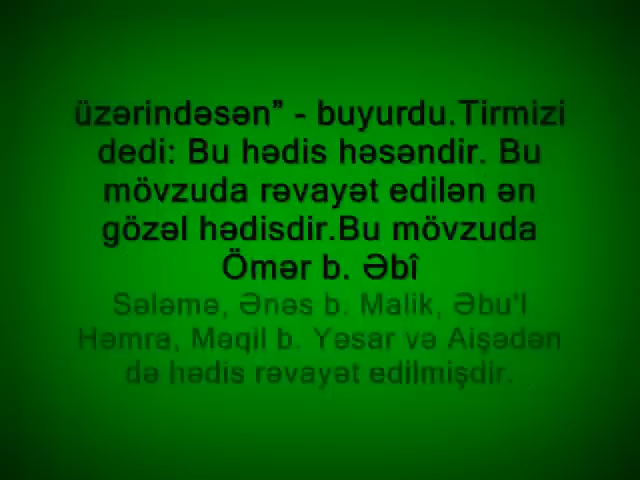 üzərindəsən” - buyurdu.Tirmizi
dedi: Bu hədis həsəndir. Bu
mövzuda rəvayət edilən ən
gözəl hədisdir.Bu mövzuda
Ömər b. Əbî
Sələmə, Ənəs b. Malik, Əbu'l
Həmra, Məqil b. Yəsar və Aişədən
də hədis rəvayət edilmişdir.